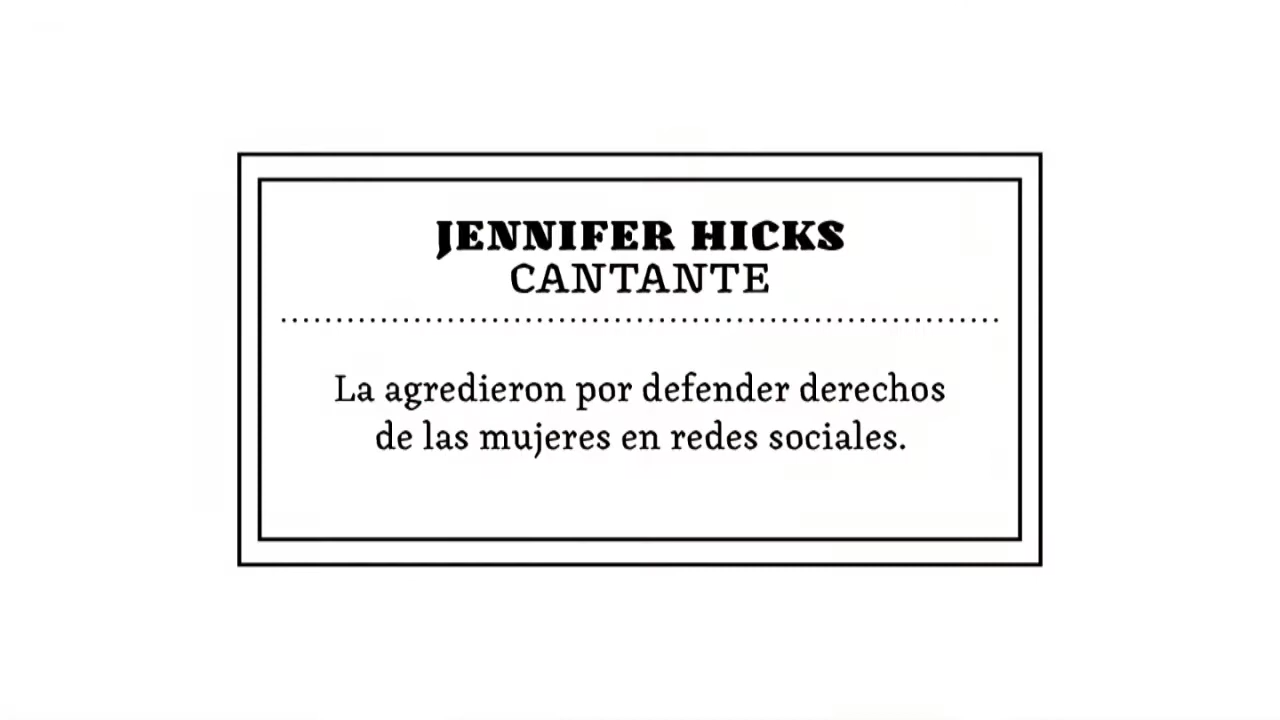 JENNIFER HICKS
CANTANTE
La agredieron por defender derechos
de las mujeres en redes sociales.